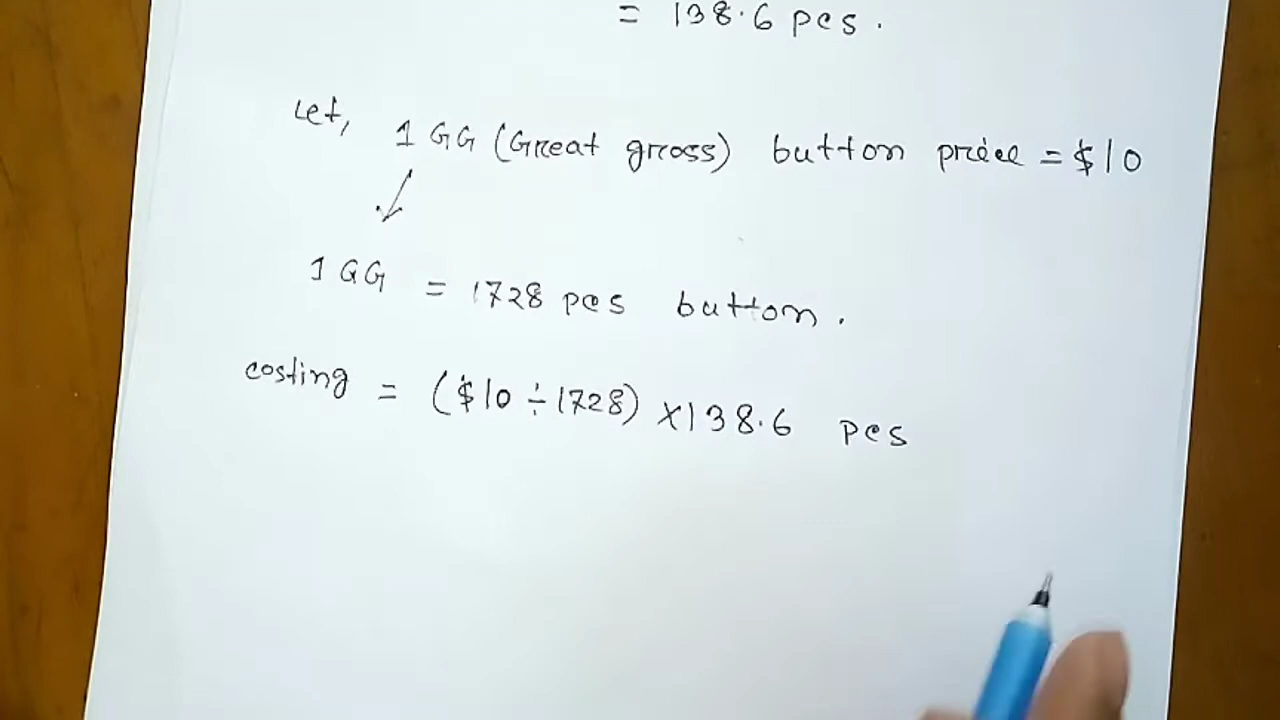 = 138.6 pcs.
Let, 1 GG (Great gross) button price = $10
1 GG = 1728 pcs button.
costing = ($10 ÷ 1728) × 138.6 pcs